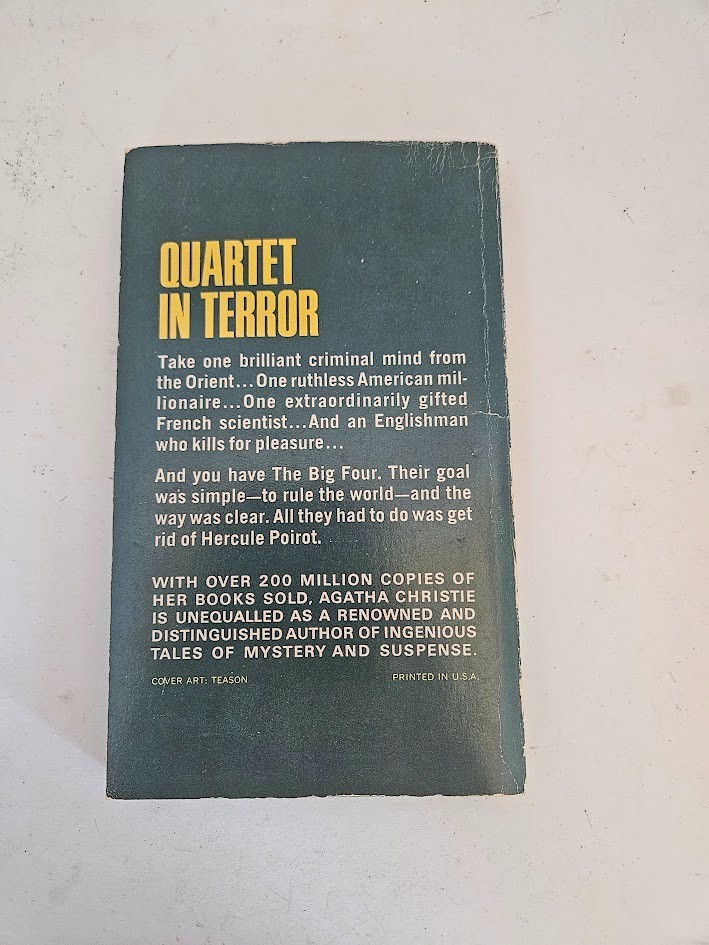 QUARTET
IN TERROR
Take one brilliant criminal mind from
the Orient...One ruthless American mil-
lionaire...One extraordinarily gifted
French scientist...And an Englishman
who kills for pleasure...
And you have The Big Four. Their goal
was simple—to rule the world—and the
way was clear. All they had to do was get
rid of Hercule Poirot.
WITH OVER 200 MILLION COPIES OF
HER BOOKS SOLD, AGATHA CHRISTIE
IS UNEQUALLED AS A RENOWNED AND
DISTINGUISHED AUTHOR OF INGENIOUS
TALES OF MYSTERY AND SUSPENSE.
COVER ART: TEASON PRINTED IN U.S.A.